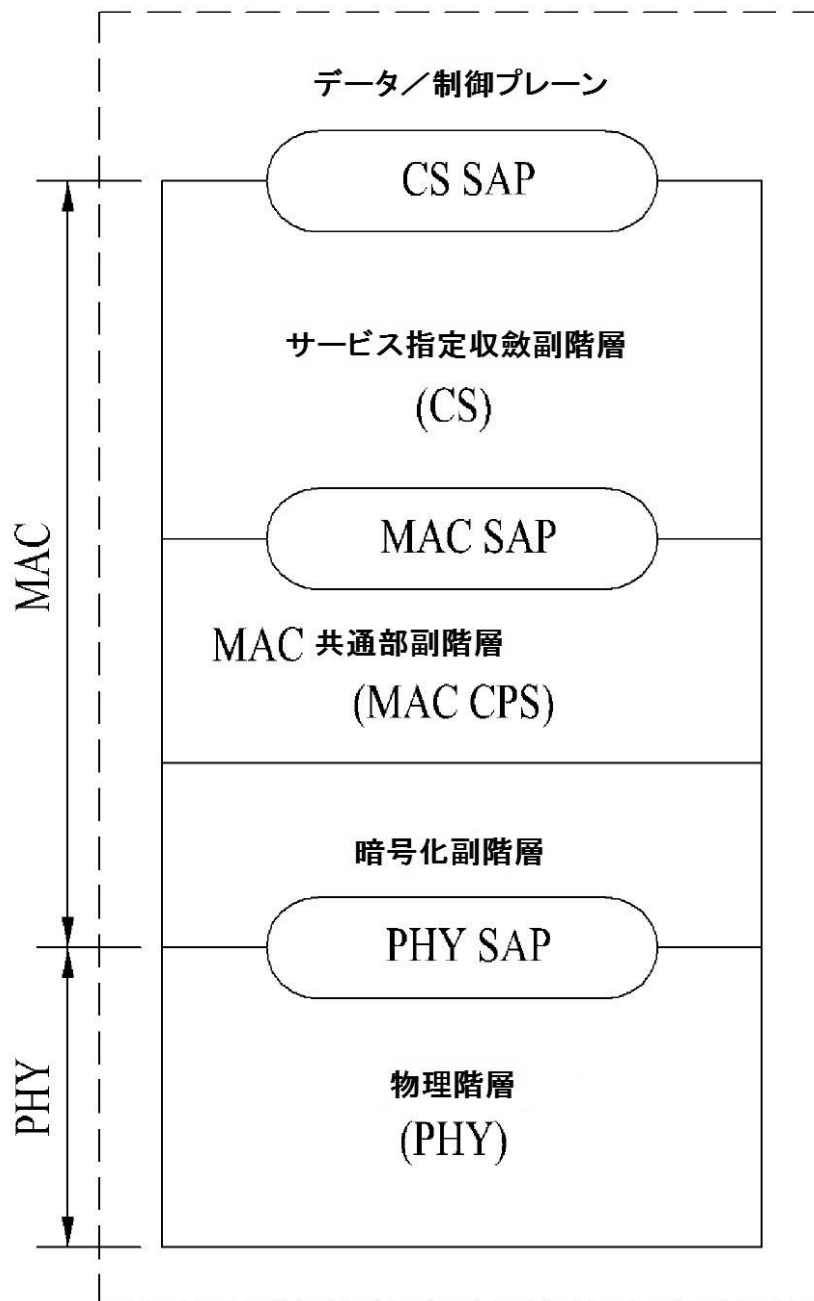 データ／制御プレーン
CS SAP
サービス指定収斂副階層
(CS)
MAC SAP
MAC
MAC 共通部副階層
(MAC CPS)
暗号化副階層
PHY SAP
物理階層
(PHY)
PHY